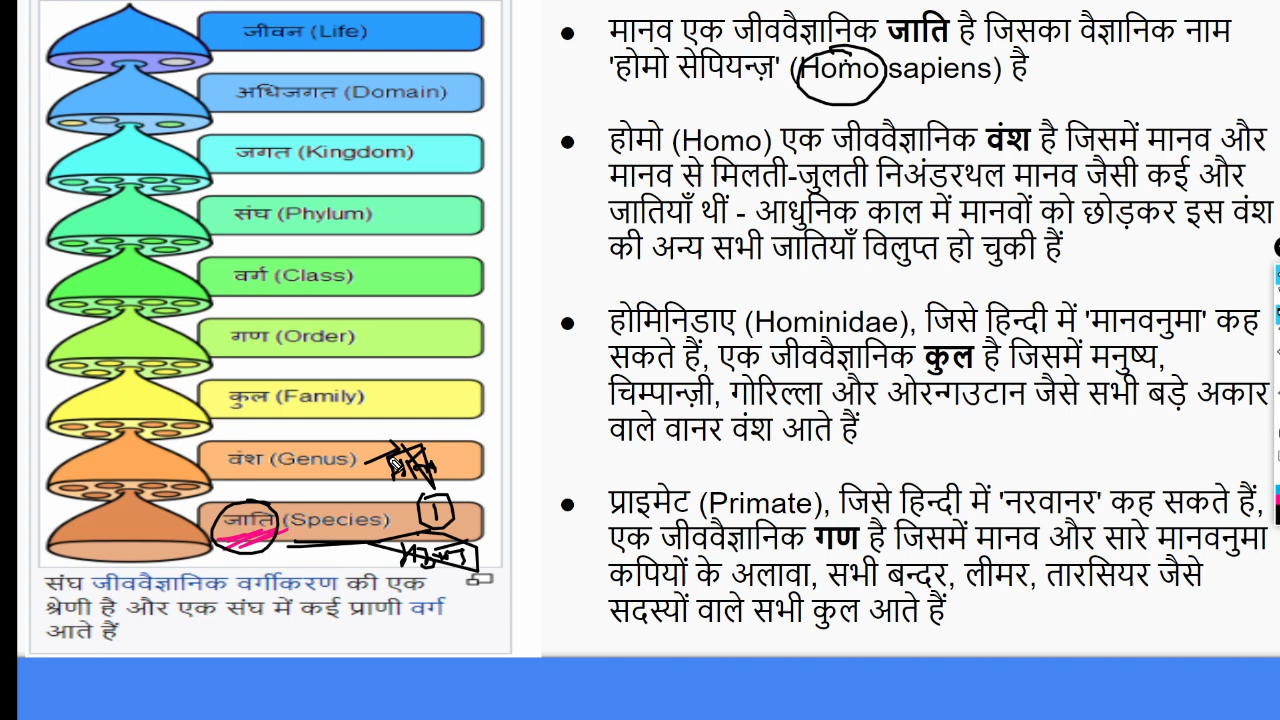 जीवन (Life)
अधिजगत (Domain)
जगत (Kingdom)
संघ (Phylum)
वर्ग (Class)
गण (Order)
कुल (Family)
वंश (Genus)
जाति (Species)
1
संघ जीववैज्ञानिक वर्गीकरण की एक
श्रेणी है और एक संघ में कई प्राणी वर्ग
आते हैं
● मानव एक जीववैज्ञानिक जाति है जिसका वैज्ञानिक नाम
'होमो सेपियन्ज़' (Homo sapiens) है
● होमो (Homo) एक जीववैज्ञानिक वंश है जिसमें मानव और
मानव से मिलती-जुलती निअंडरथल मानव जैसी कई और
जातियाँ थीं - आधुनिक काल में मानवों को छोड़कर इस वंश
की अन्य सभी जातियाँ विलुप्त हो चुकी हैं
● होमिनिडाए (Hominidae), जिसे हिन्दी में 'मानवनुमा' कह
सकते हैं, एक जीववैज्ञानिक कुल है जिसमें मनुष्य,
चिम्पान्ज़ी, गोरिल्ला और ओरन्गउटान जैसे सभी बड़े अकार
वाले वानर वंश आते हैं
● प्राइमेट (Primate), जिसे हिन्दी में 'नरवानर' कह सकते हैं,
एक जीववैज्ञानिक गण है जिसमें मानव और सारे मानवनुमा
कपियों के अलावा, सभी बन्दर, लीमर, तारसियर जैसे
सदस्यों वाले सभी कुल आते हैं